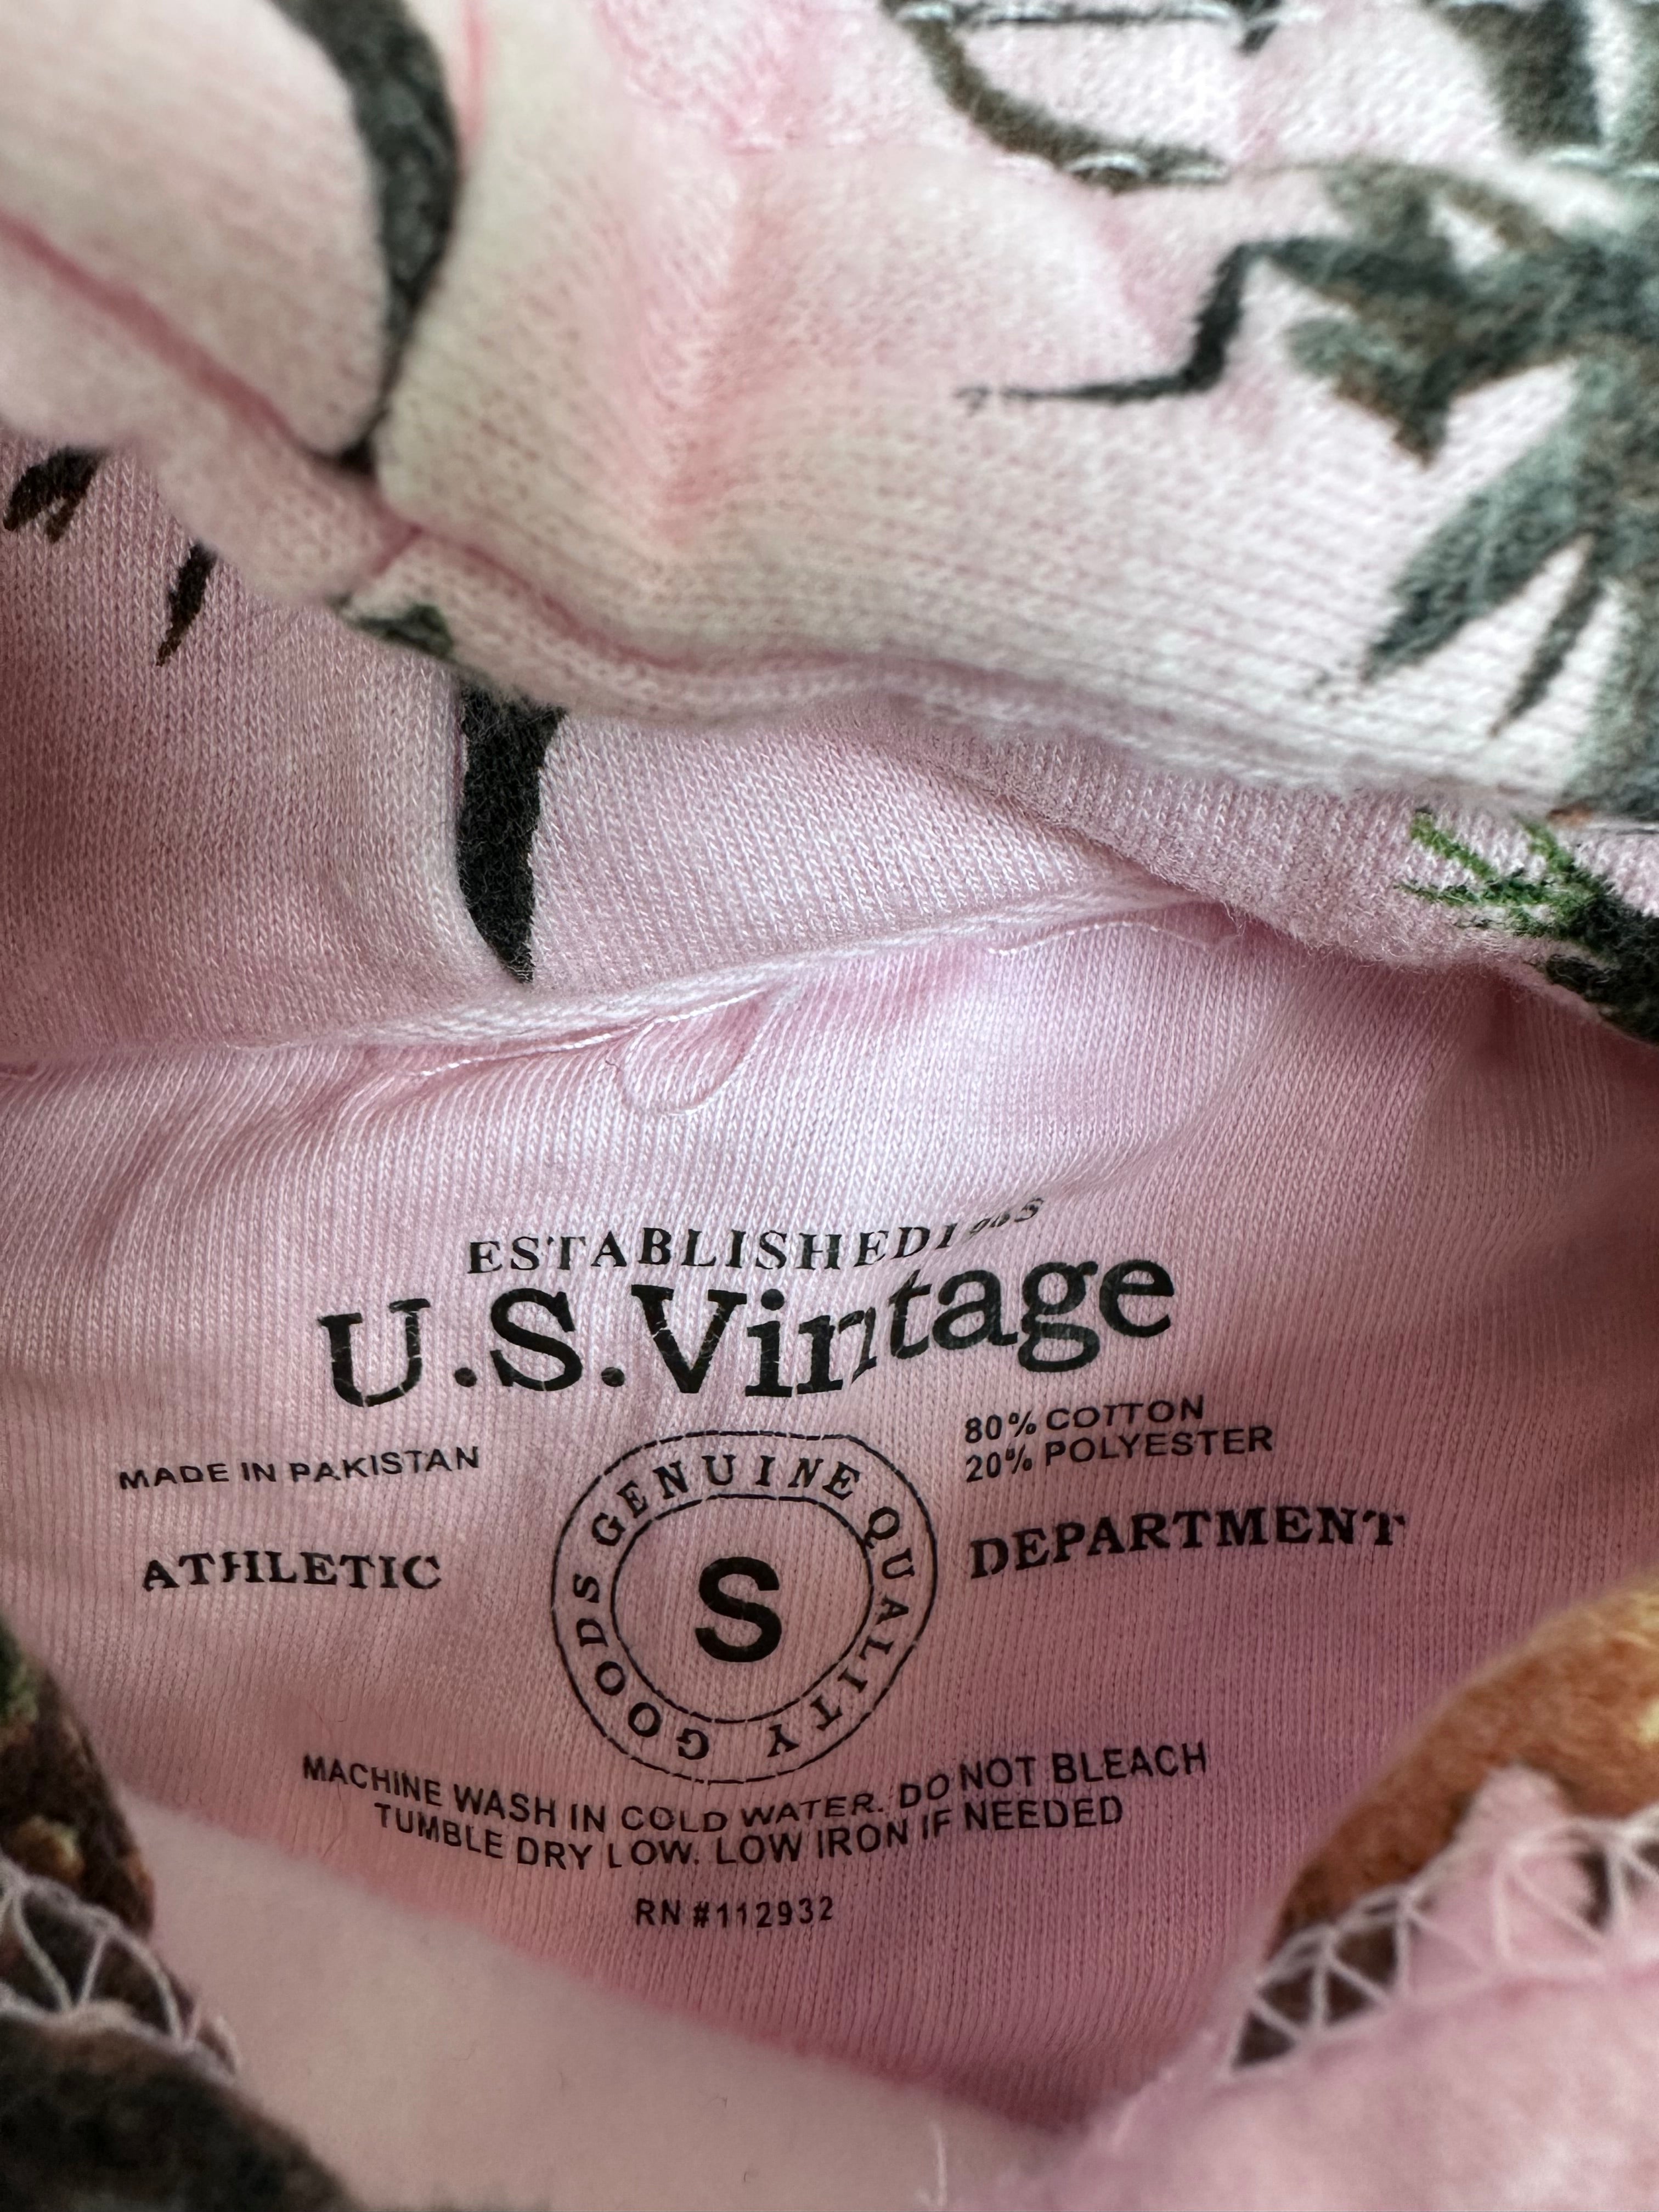 ESTABLISHED
U.S.Vintage
MADE IN PAKISTAN
80% COTTON
20% POLYESTER
ATHLETIC
GENUINE QUALITY GOODS
S
DEPARTMENT
MACHINE WASH IN COLD WATER. DO NOT BLEACH
TUMBLE DRY LOW. LOW IRON IF NEEDED
RN #112932